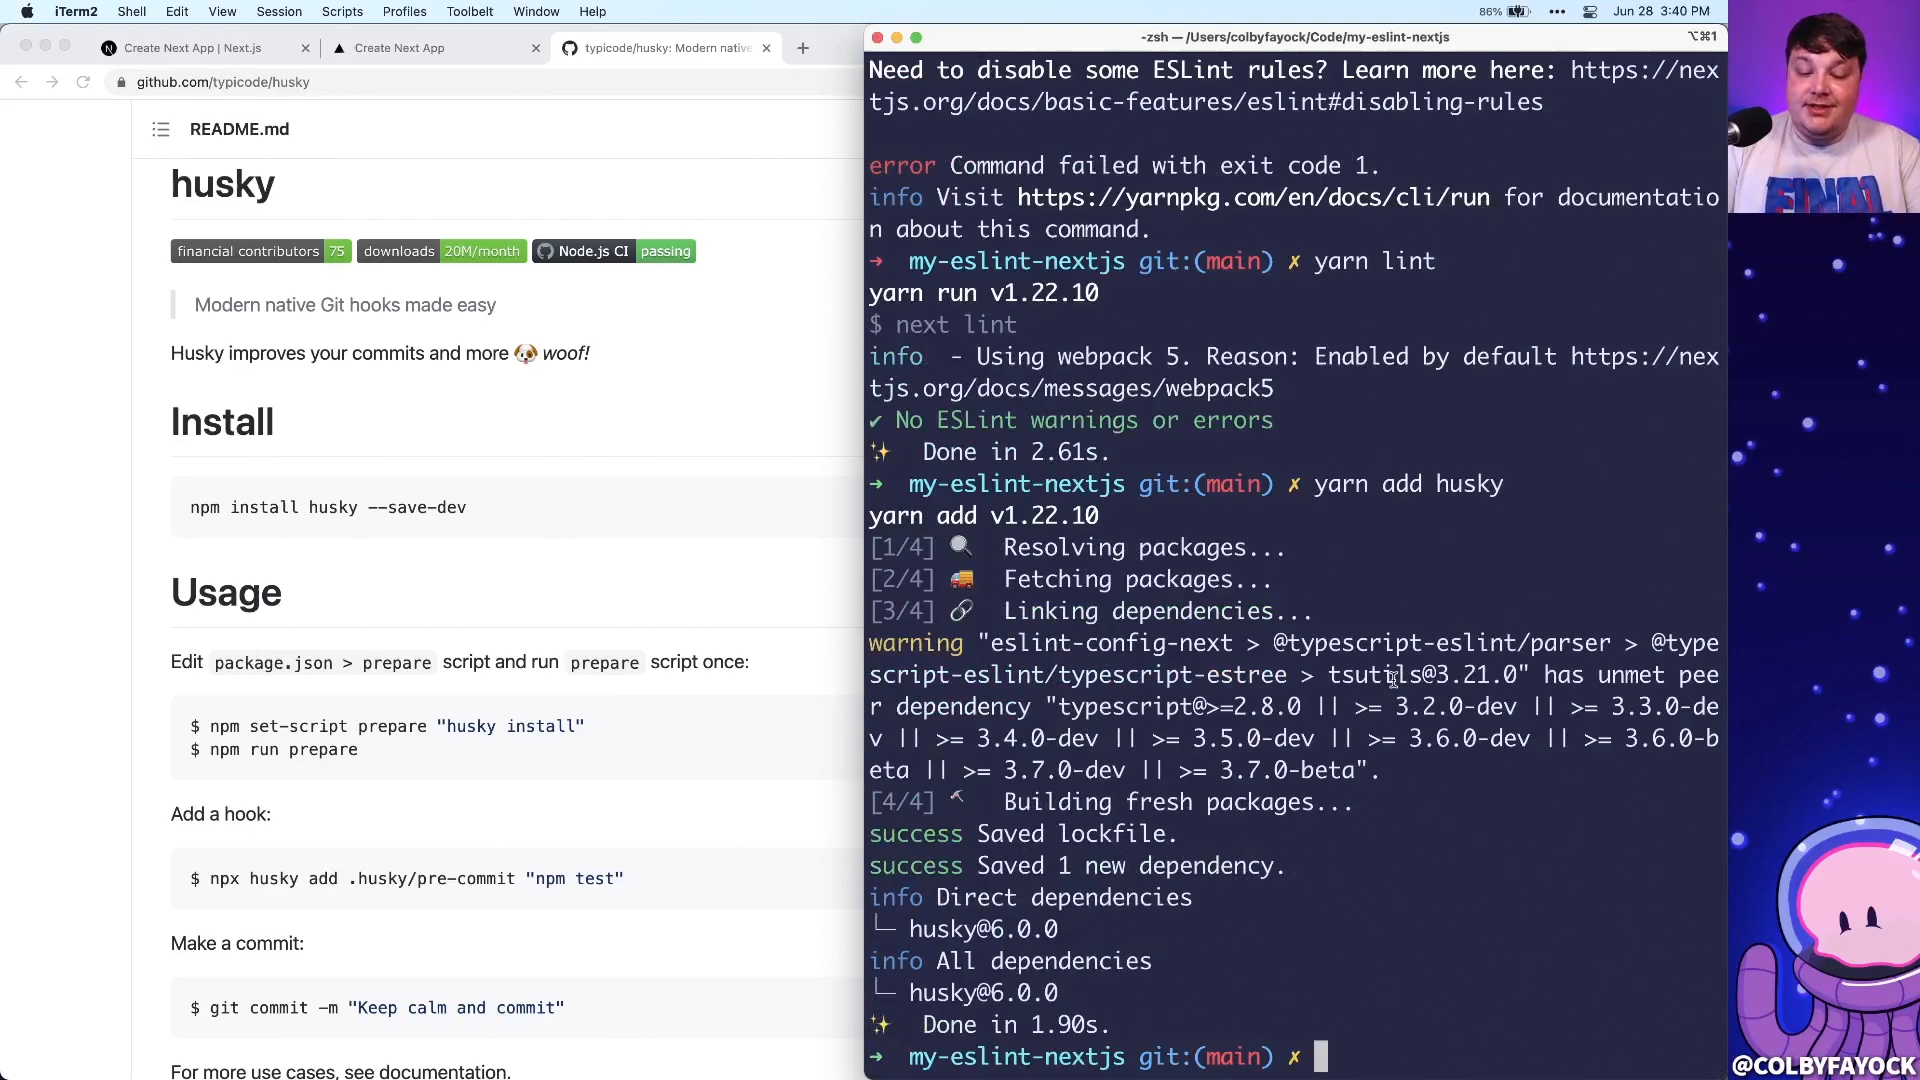 iTerm2 Shell Edit View Session Scripts Profiles Toolbelt Window Help
86% Jun 28 3:40 PM
Create Next App | Next.js
Create Next App
typicode/husky: Modern native
github.com/typicode/husky
README.md
husky
financial contributors 75 downloads 20M/month Node.js CI passing
Modern native Git hooks made easy
Husky improves your commits and more 🐶 woof!
Install
npm install husky --save-dev
Usage
Edit package.json > prepare script and run prepare script once:
$ npm set-script prepare "husky install"
$ npm run prepare
Add a hook:
$ npx husky add .husky/pre-commit "npm test"
Make a commit:
$ git commit -m "Keep calm and commit"
For more use cases, see documentation.
-zsh — /Users/colbyfayock/Code/my-eslint-nextjs
⌥⌘1
Need to disable some ESLint rules? Learn more here: https://nex
tjs.org/docs/basic-features/eslint#disabling-rules
error Command failed with exit code 1.
info Visit https://yarnpkg.com/en/docs/cli/run for documentatio
n about this command.
➜ my-eslint-nextjs git:(main) ✗ yarn lint
yarn run v1.22.10
$ next lint
info  - Using webpack 5. Reason: Enabled by default https://nex
tjs.org/docs/messages/webpack5
✔ No ESLint warnings or errors
✨ Done in 2.61s.
➜ my-eslint-nextjs git:(main) ✗ yarn add husky
yarn add v1.22.10
[1/4] 🔍 Resolving packages...
[2/4] 🚚 Fetching packages...
[3/4] 🔗 Linking dependencies...
warning "eslint-config-next > @typescript-eslint/parser > @type
script-eslint/typescript-estree > tsutils@3.21.0" has unmet pee
r dependency "typescript@>=2.8.0 || >= 3.2.0-dev || >= 3.3.0-de
v || >= 3.4.0-dev || >= 3.5.0-dev || >= 3.6.0-dev || >= 3.6.0-b
eta || >= 3.7.0-dev || >= 3.7.0-beta".
[4/4] 🔨 Building fresh packages...
success Saved lockfile.
success Saved 1 new dependency.
info Direct dependencies
└─ husky@6.0.0
info All dependencies
└─ husky@6.0.0
✨ Done in 1.90s.
➜ my-eslint-nextjs git:(main) ✗
FINAL
@COLBYFAYOCK